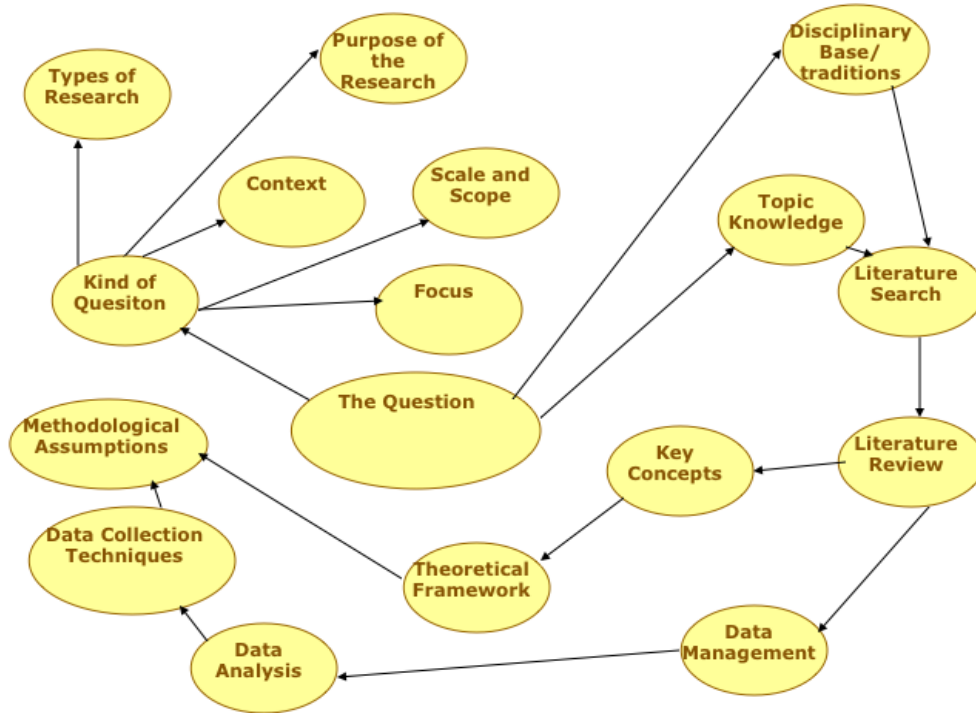 Purpose of
the
Research
Disciplinary
Base/
traditions
Types of
Research
Context
Scale and
Scope
Topic
Knowledge
Kind of
Quesiton
Focus
Literature
Search
The Question
Methodological
Assumptions
Key
Concepts
Literature
Review
Data Collection
Techniques
Theoretical
Framework
Data
Analysis
Data
Management